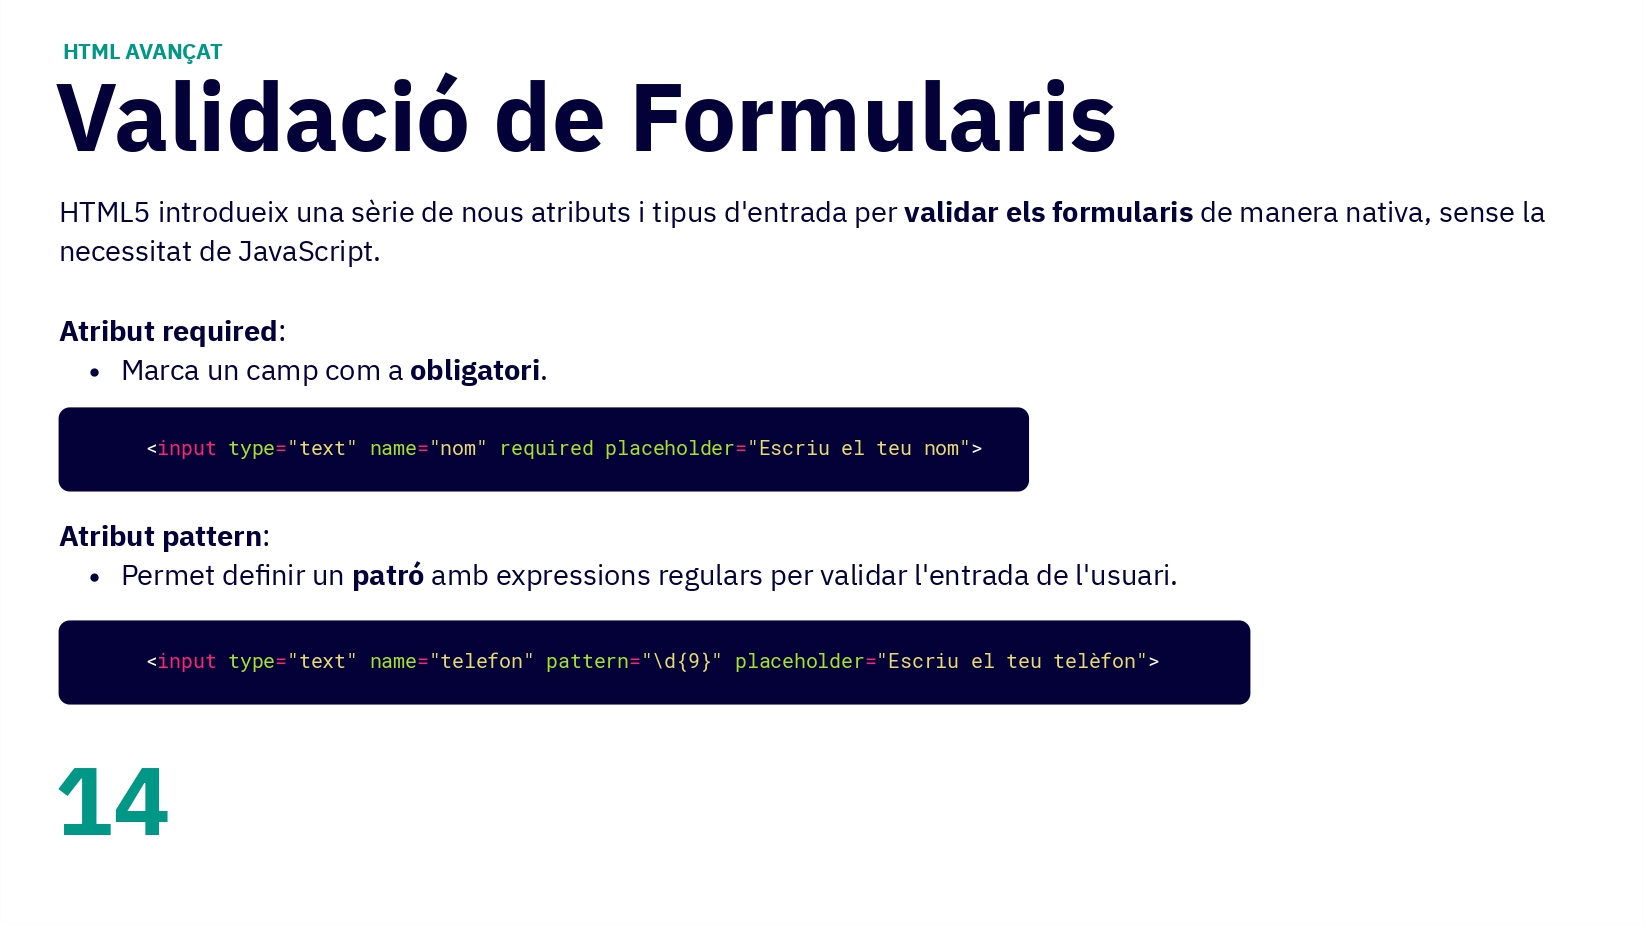 HTML AVANÇAT
Validació de Formularis
HTML5 introdueix una sèrie de nous atributs i tipus d'entrada per validar els formularis de manera nativa, sense la
necessitat de JavaScript.
Atribut required:
• Marca un camp com a obligatori.
<input type="text" name="nom" required placeholder="Escriu el teu nom">
Atribut pattern:
• Permet definir un patró amb expressions regulars per validar l'entrada de l'usuari.
<input type="text" name="telefon" pattern="\d{9}" placeholder="Escriu el teu telèfon">
14